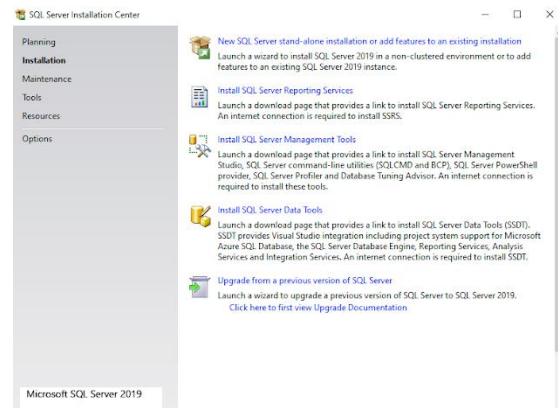 SQL Server Installation Center
Planning
Installation
Maintenance
Tools
Resources
Options
New SQL Server stand-alone installation or add features to an existing installation
Launch a wizard to install SQL Server 2019 in a non-clustered environment or to add
features to an existing SQL Server 2019 instance.
Install SQL Server Reporting Services
Launch a download page that provides a link to install SQL Server Reporting Services.
An internet connection is required to install SSRS.
Install SQL Server Management Tools
Launch a download page that provides a link to install SQL Server Management
Studio, SQL Server command-line utilities (SQLCMD and BCP), SQL Server PowerShell
provider, SQL Server Profiler and Database Tuning Advisor. An internet connection is
required to install these tools.
Install SQL Server Data Tools
Launch a download page that provides a link to install SQL Server Data Tools (SSDT).
SSDT provides Visual Studio integration including project system support for Microsoft
Azure SQL Database, the SQL Server Database Engine, Reporting Services, Analysis
Services and Integration Services. An internet connection is required to install SSDT.
Upgrade from a previous version of SQL Server
Launch a wizard to upgrade a previous version of SQL Server to SQL Server 2019.
Click here to first view Upgrade Documentation
Microsoft SQL Server 2019